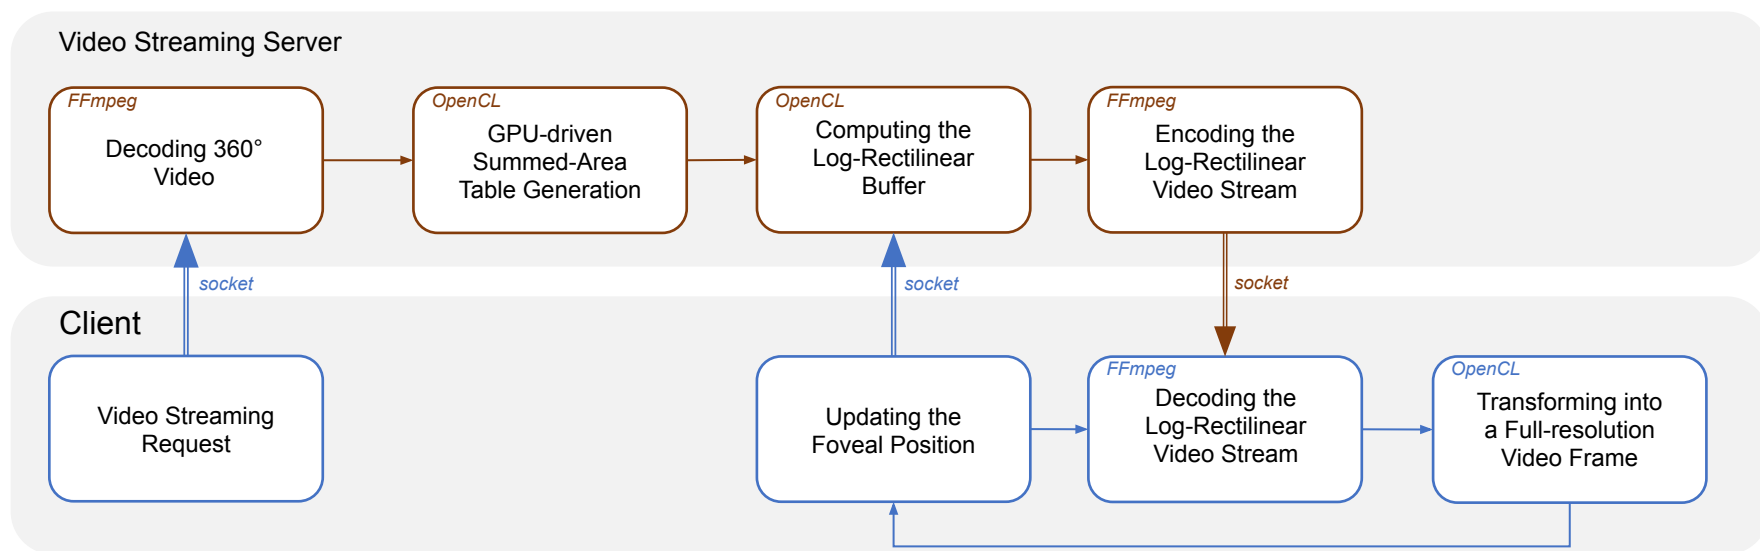 Video Streaming Server
FFmpeg
Decoding 360°
Video
OpenCL
GPU-driven
Summed-Area
Table Generation
OpenCL
Computing the
Log-Rectilinear
Buffer
FFmpeg
Encoding the
Log-Rectilinear
Video Stream
socket
socket
socket
Client
Video Streaming
Request
Updating the
Foveal Position
FFmpeg
Decoding the
Log-Rectilinear
Video Stream
OpenCL
Transforming into
a Full-resolution
Video Frame